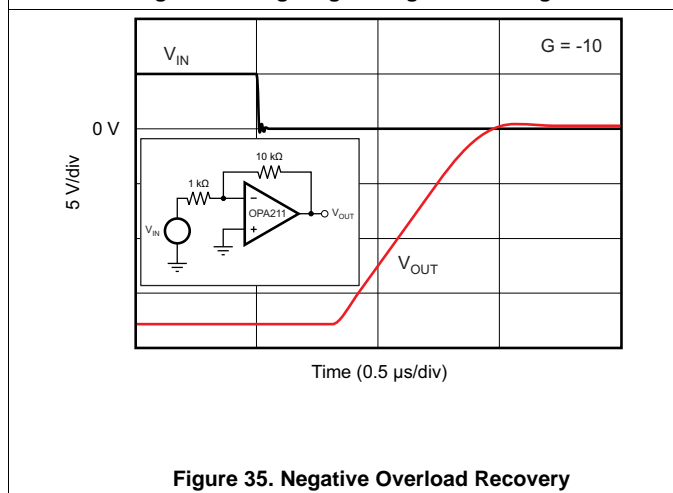 V_IN
G = -10
0 V
5 V/div
10 kΩ
1 kΩ
−
OPA211
+
V_OUT
V_IN
V_OUT
Time (0.5 μs/div)
Figure 35. Negative Overload Recovery